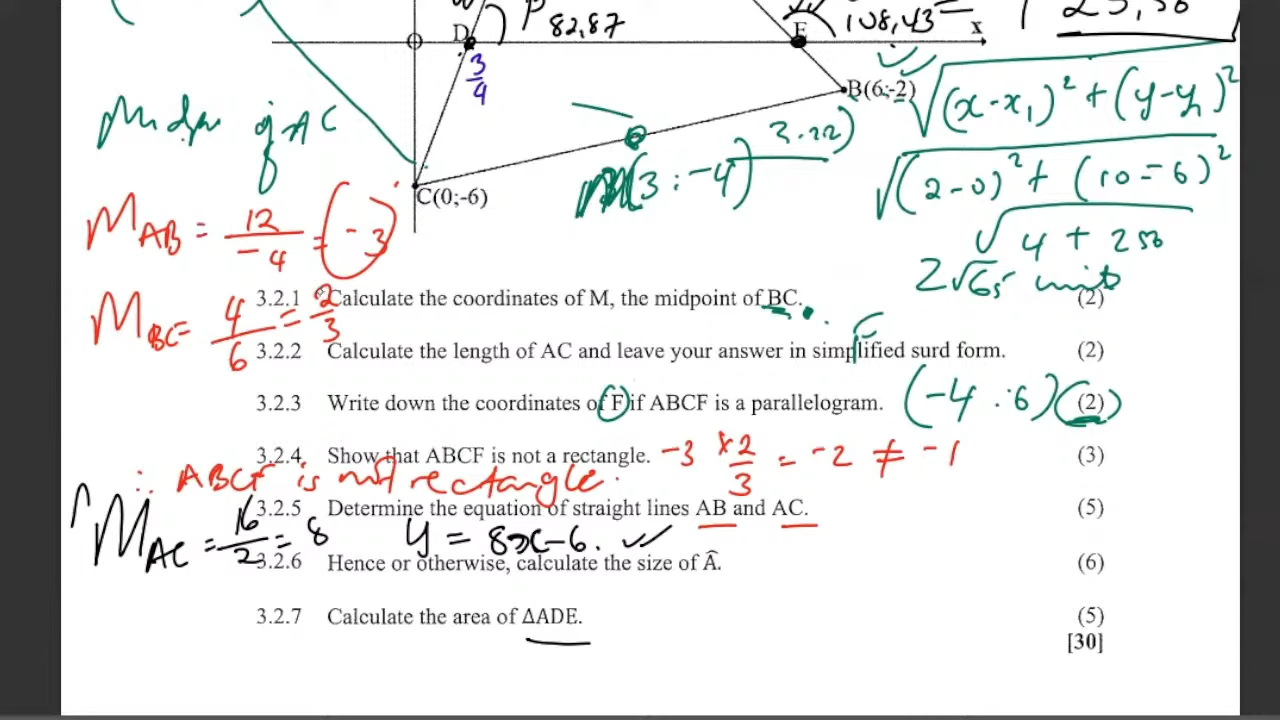 D
82,87
E
108,43
x
3/4
B(6;-2)
√(x-x₁)² + (y-y₁)²
of AC
M(3;-4)
√(2-0)² + (10--6)²
C(0;-6)
M_AB = 12/-4 = (-3)
√4 + 256
2√65 units
3.2.1 Calculate the coordinates of M, the midpoint of BC. (2)
M_BC = 4/6 = 2/3
3.2.2 Calculate the length of AC and leave your answer in simplified surd form. (2)
3.2.3 Write down the coordinates of F if ABCF is a parallelogram. (-4;6) (2)
3.2.4 Show that ABCF is not a rectangle. -3 × 2/3 = -2 ≠ -1 (3)
∴ ABCF is not rectangle.
3.2.5 Determine the equation of straight lines AB and AC. (5)
M_AC = 16/2 = 8 y = 8x-6.
3.2.6 Hence or otherwise, calculate the size of Â. (6)
3.2.7 Calculate the area of ΔADE. (5)
[30]